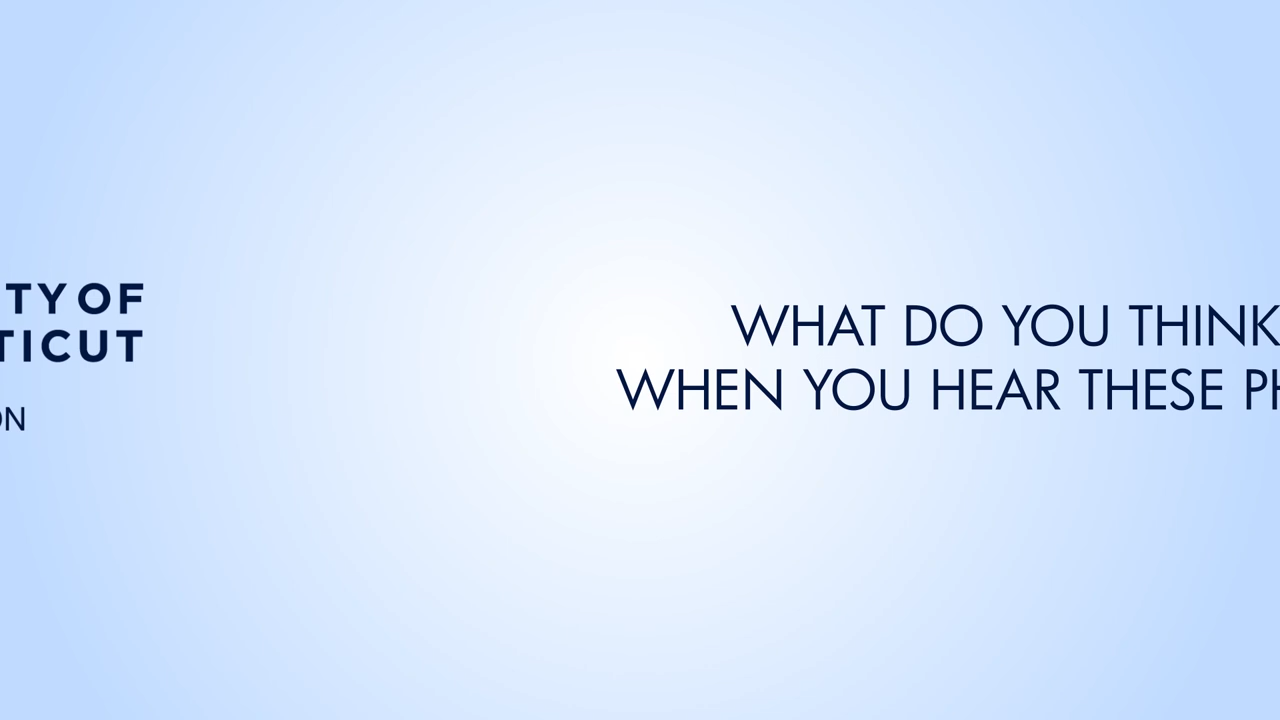 TY OF
TICUT
ON
WHAT DO YOU THINK
WHEN YOU HEAR THESE PH